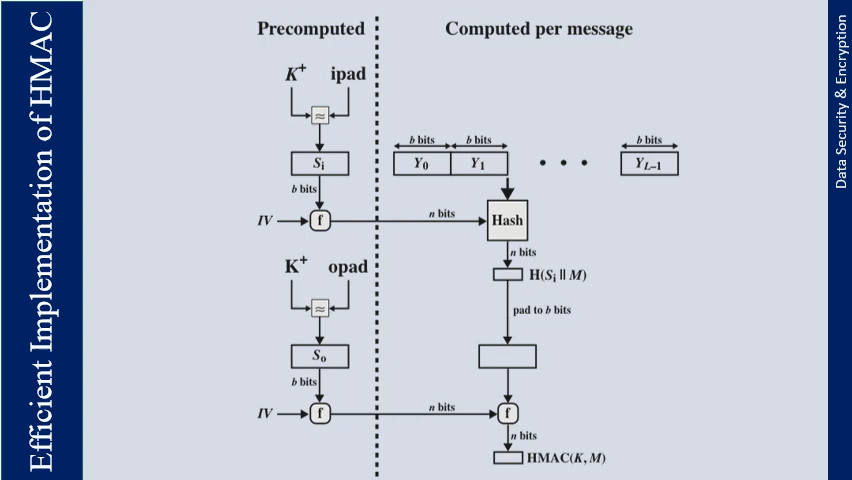 Efficient Implementation of HMAC
Data Security & Encryption
Precomputed
Computed per message
K+ ipad
≈
b bits b bits b bits
Si
Y0 Y1 • • • YL–1
b bits
IV f n bits Hash
n bits
K+ opad
H(Si || M)
≈
pad to b bits
So
b bits
IV f n bits f
n bits
HMAC(K, M)